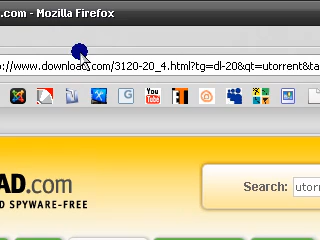 .com - Mozilla Firefox
://www.download.com/3120-20_4.html?tg=dl-20&qt=utorrent&ta
You
Tube
AD.com
D SPYWARE-FREE
Search:
utorr